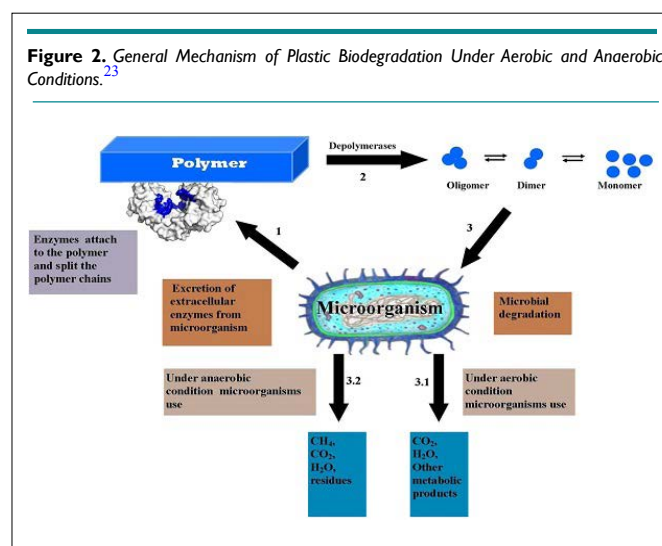 Figure 2. General Mechanism of Plastic Biodegradation Under Aerobic and Anaerobic
Conditions.23
Polymer
Depolymerases
2
Oligomer
Dimer
Monomer
1
3
Enzymes attach
to the polymer
and split the
polymer chains
Excretion of
extracellular
enzymes from
microorganism
Microorganism
Microbial
degradation
Under anaerobic
condition microorganisms
use
3.2
3.1
Under aerobic
condition
microorganisms use
CH₄,
CO₂,
H₂O,
residues
CO₂,
H₂O,
Other
metabolic
products